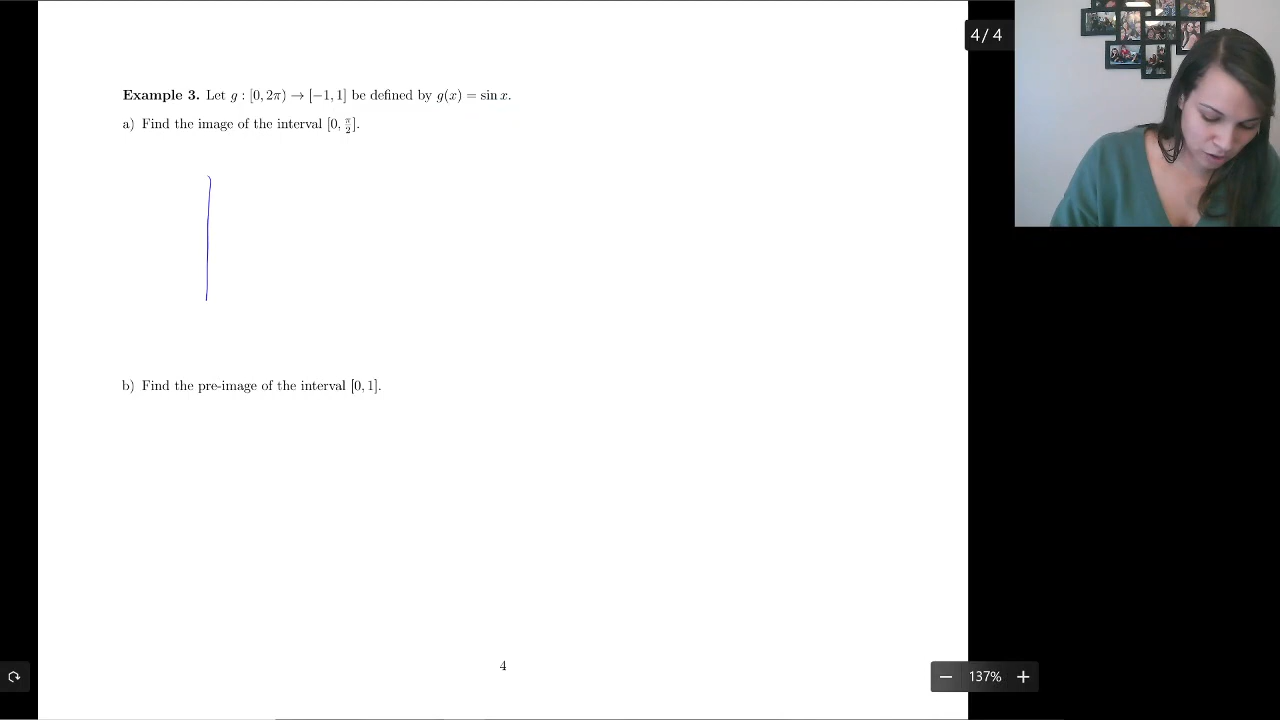 4 / 4
Example 3. Let g : [0, 2π) → [−1, 1] be defined by g(x) = sin x.
a) Find the image of the interval [0, π/2].
b) Find the pre-image of the interval [0, 1].
4
137%